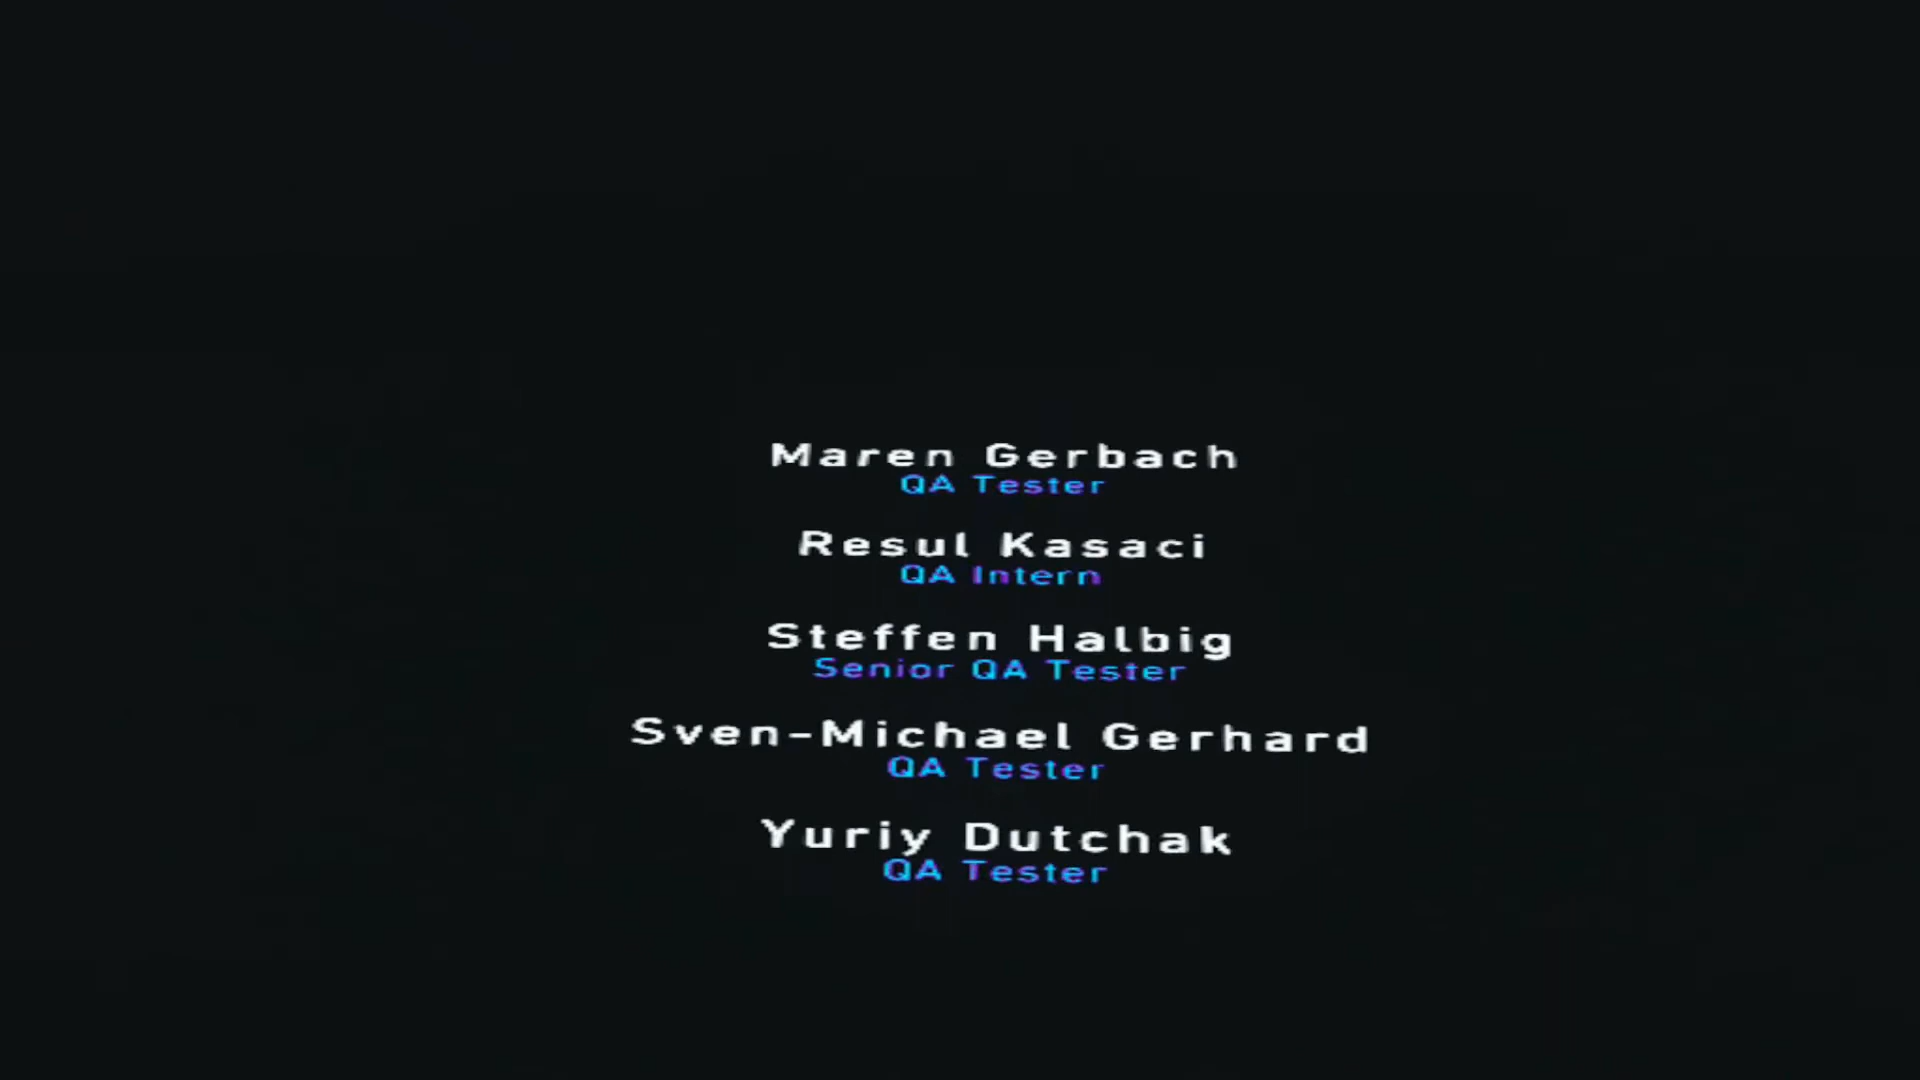 Maren Gerbach
QA Tester
Resul Kasaci
QA Intern
Steffen Halbig
Senior QA Tester
Sven-Michael Gerhard
QA Tester
Yuriy Dutchak
QA Tester